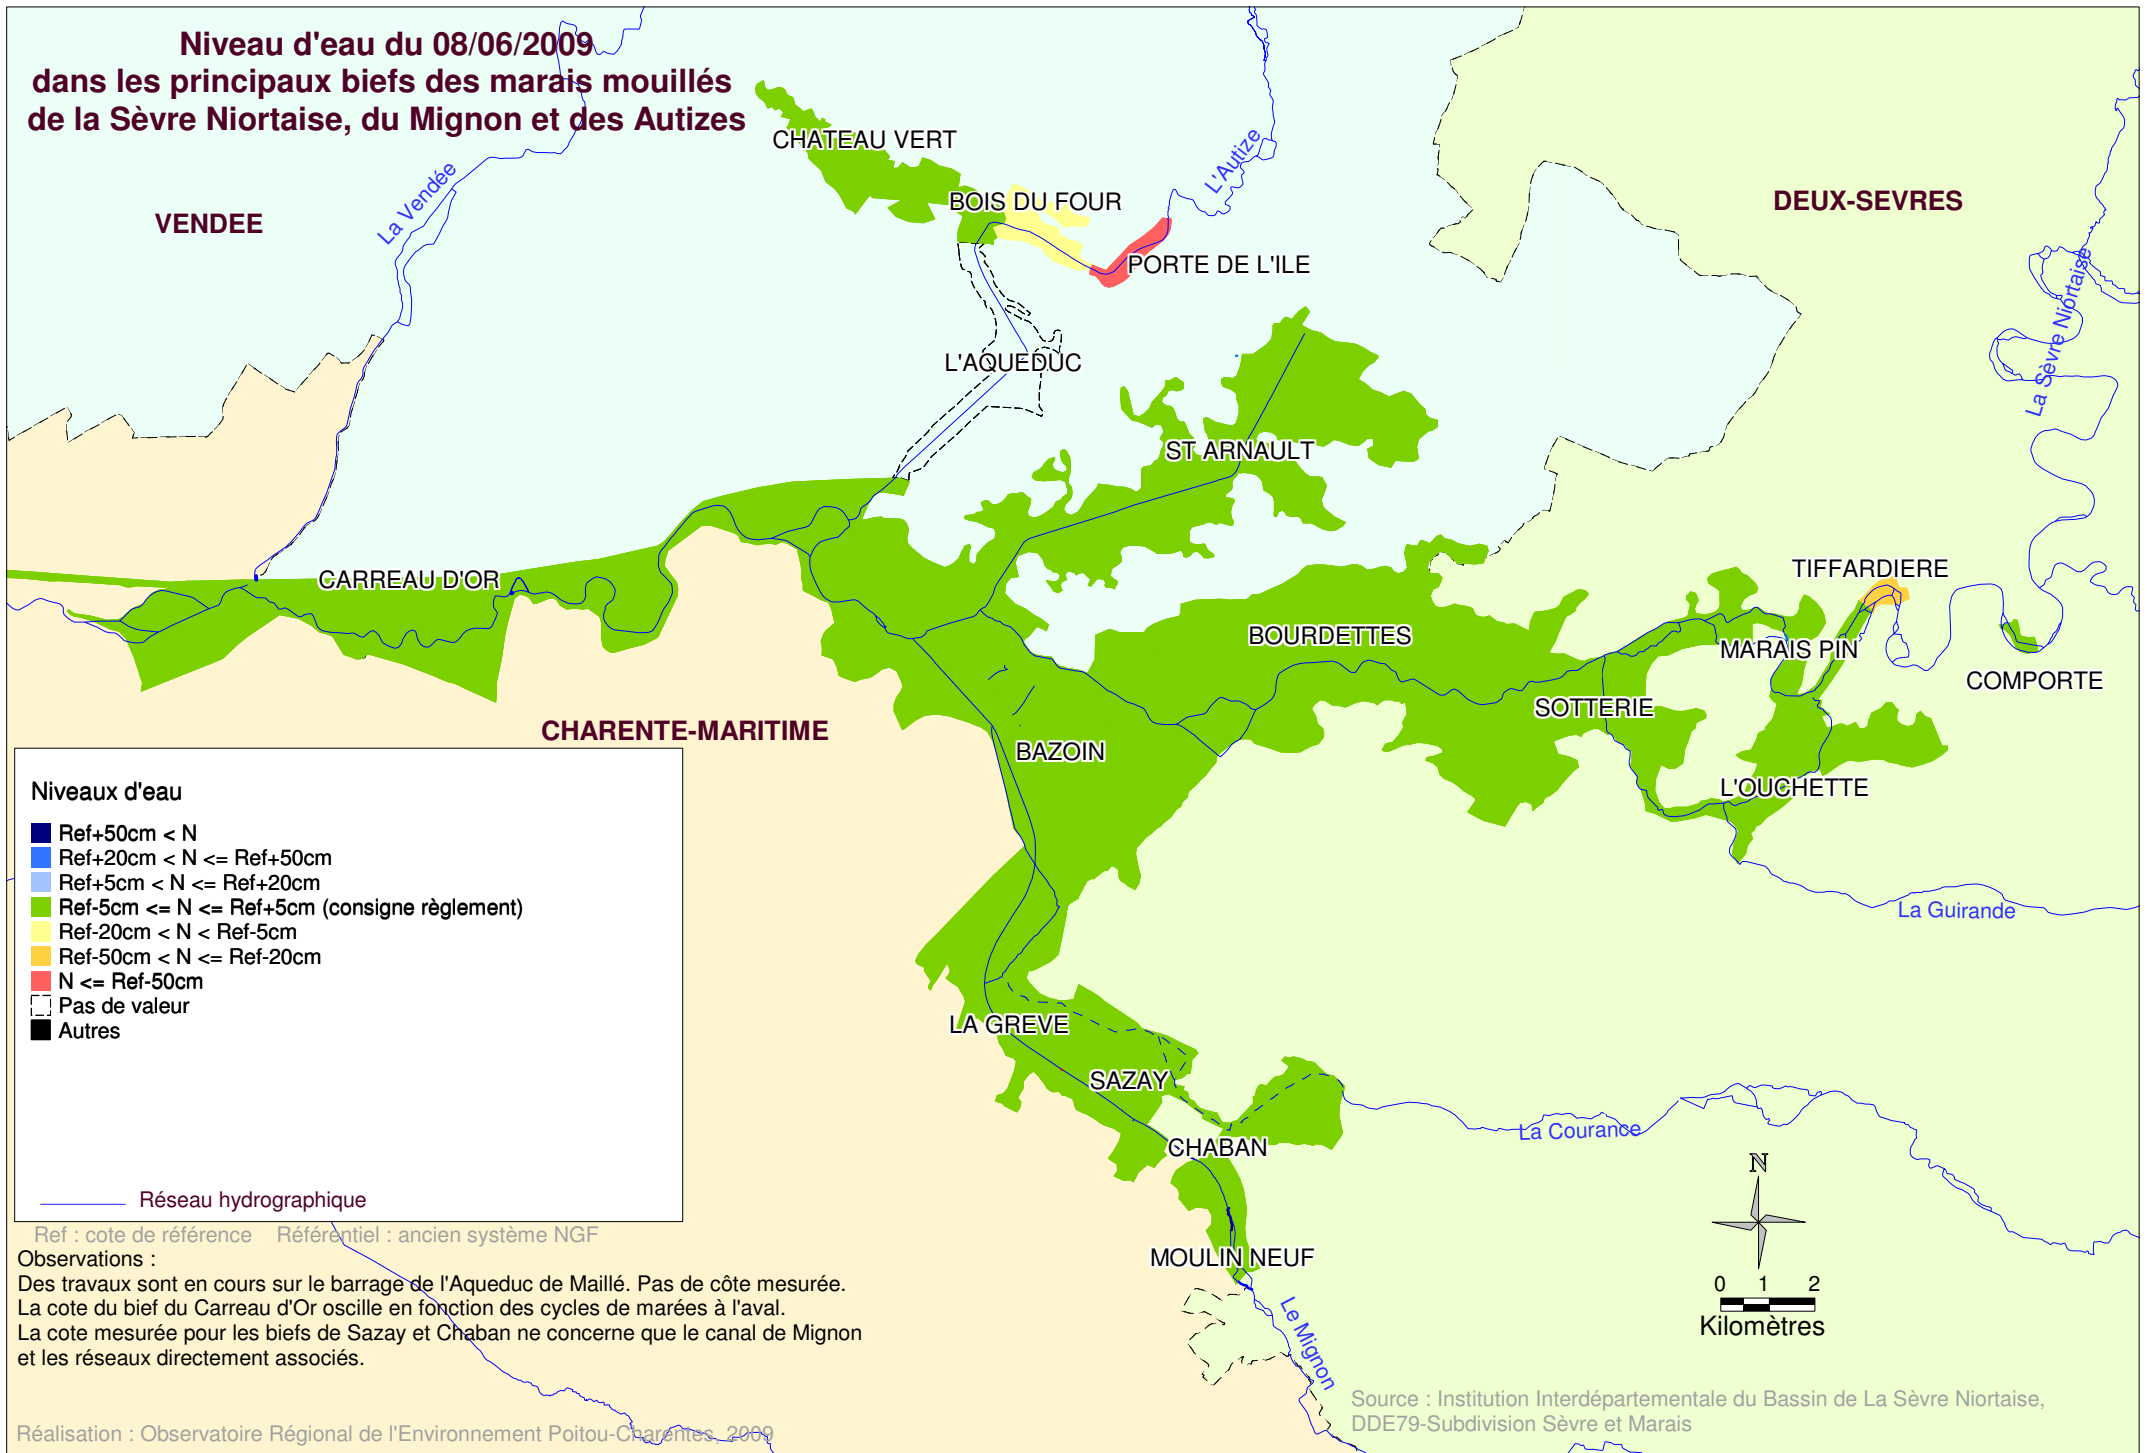 Niveau d'eau du 08/06/2009
dans les principaux biefs des marais mouillés
de la Sèvre Niortaise, du Mignon et des Autizes
VENDEE
La Vendée
CHATEAU VERT
BOIS DU FOUR
L'Autize
PORTE DE L'ILE
DEUX-SEVRES
La Sèvre Niortaise
L'AQUEDUC
ST ARNAULT
CARREAU D'OR
TIFFARDIERE
BOURDETTES
MARAIS PIN
COMPORTE
SOTTERIE
CHARENTE-MARITIME
BAZOIN
L'OUCHETTE
La Guirande
LA GREVE
SAZAY
CHABAN
La Courance
MOULIN NEUF
Le Mignon
Niveaux d'eau
Ref+50cm < N
Ref+20cm < N <= Ref+50cm
Ref+5cm < N <= Ref+20cm
Ref-5cm <= N <= Ref+5cm (consigne règlement)
Ref-20cm < N < Ref-5cm
Ref-50cm < N <= Ref-20cm
N <= Ref-50cm
Pas de valeur
Autres
Réseau hydrographique
Ref : cote de référence Référentiel : ancien système NGF
Observations :
Des travaux sont en cours sur le barrage de l'Aqueduc de Maillé. Pas de côte mesurée.
La cote du bief du Carreau d'Or oscille en fonction des cycles de marées à l'aval.
La cote mesurée pour les biefs de Sazay et Chaban ne concerne que le canal de Mignon
et les réseaux directement associés.
N
0 1 2
Kilomètres
Source : Institution Interdépartementale du Bassin de La Sèvre Niortaise,
DDE79-Subdivision Sèvre et Marais
Réalisation : Observatoire Régional de l'Environnement Poitou-Charentes, 2009